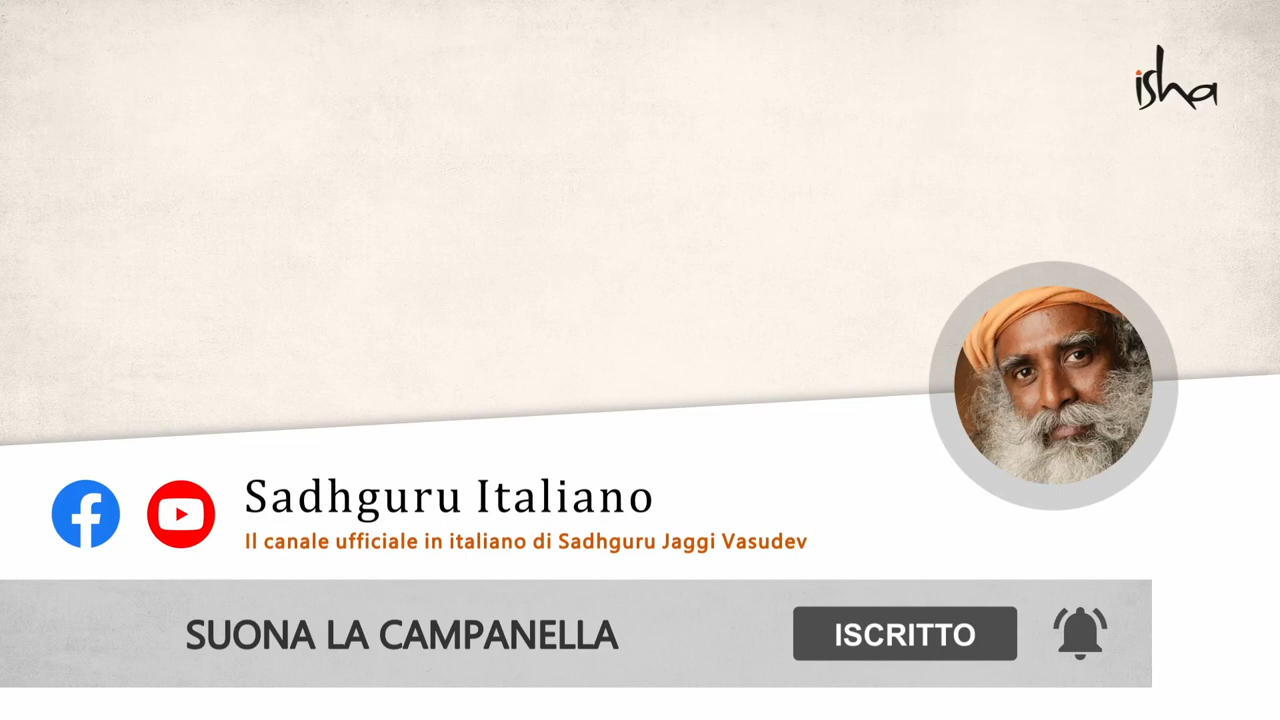 isha
Sadhguru Italiano
Il canale ufficiale in italiano di Sadhguru Jaggi Vasudev
SUONA LA CAMPANELLA
ISCRITTO